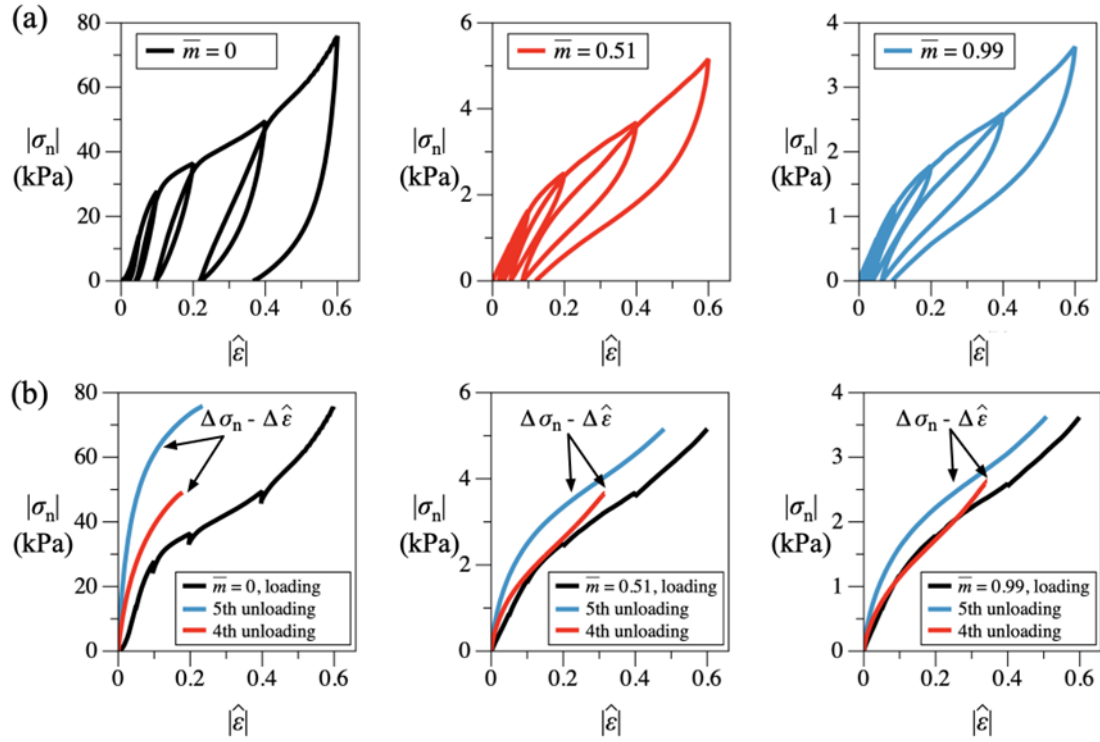 (a)
80
60
40
20
0
|σₙ|
(kPa)
m̅ = 0
0 0.2 0.4 0.6
|ε̂|
6
4
2
0
|σₙ|
(kPa)
m̅ = 0.51
0 0.2 0.4 0.6
|ε̂|
4
3
2
1
0
|σₙ|
(kPa)
m̅ = 0.99
0 0.2 0.4 0.6
|ε̂|
(b)
80
60
40
20
0
|σₙ|
(kPa)
Δσₙ - Δε̂
m̅ = 0, loading
5th unloading
4th unloading
0 0.2 0.4 0.6
|ε̂|
6
4
2
0
|σₙ|
(kPa)
Δσₙ - Δε̂
m̅ = 0.51, loading
5th unloading
4th unloading
0 0.2 0.4 0.6
|ε̂|
4
3
2
1
0
|σₙ|
(kPa)
Δσₙ - Δε̂
m̅ = 0.99, loading
5th unloading
4th unloading
0 0.2 0.4 0.6
|ε̂|